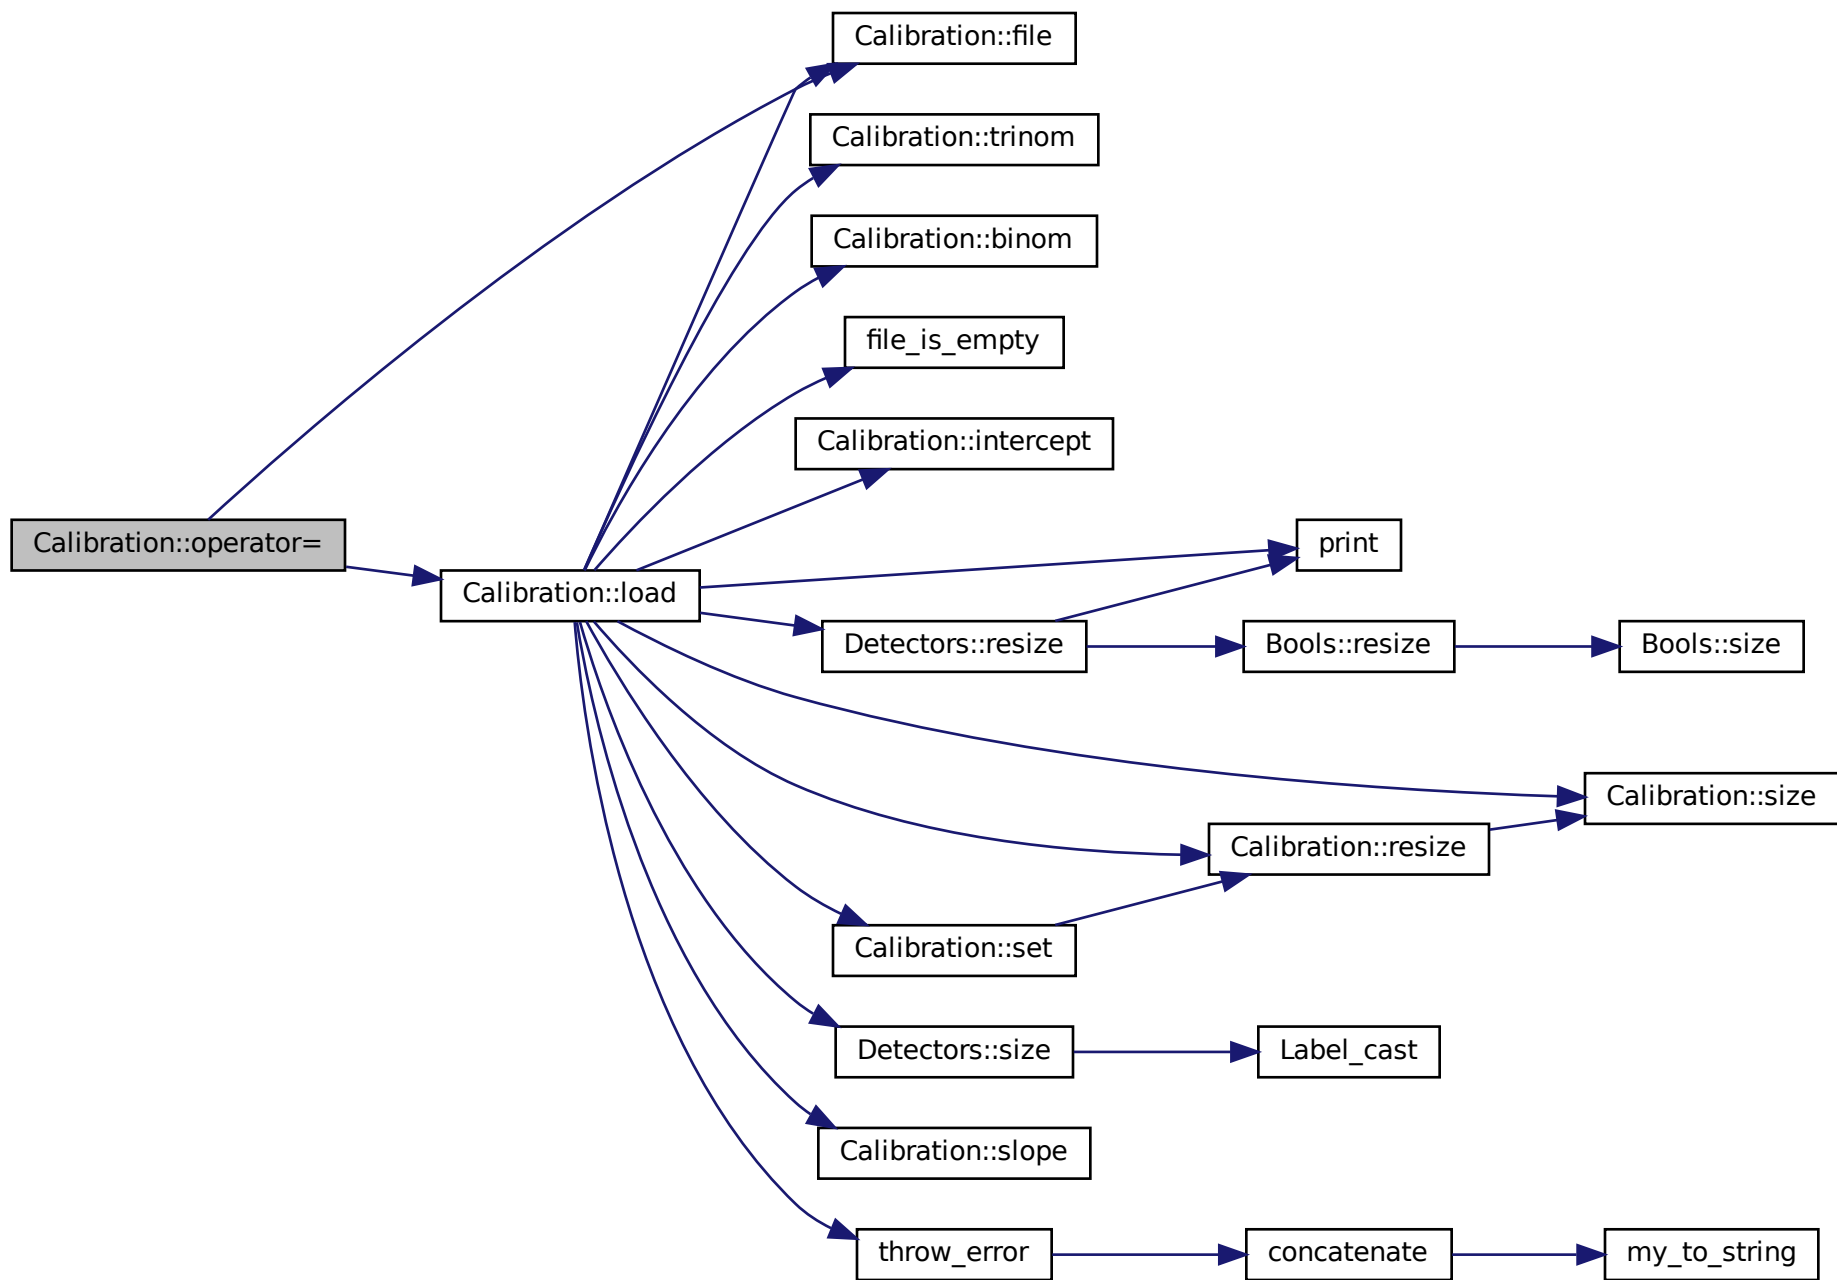 Calibration::file
Calibration::trinom
Calibration::binom
file_is_empty
Calibration::intercept
Calibration::operator=
print
Calibration::load
Detectors::resize
Bools::resize
Bools::size
Calibration::size
Calibration::resize
Calibration::set
Detectors::size
Label_cast
Calibration::slope
throw_error
concatenate
my_to_string